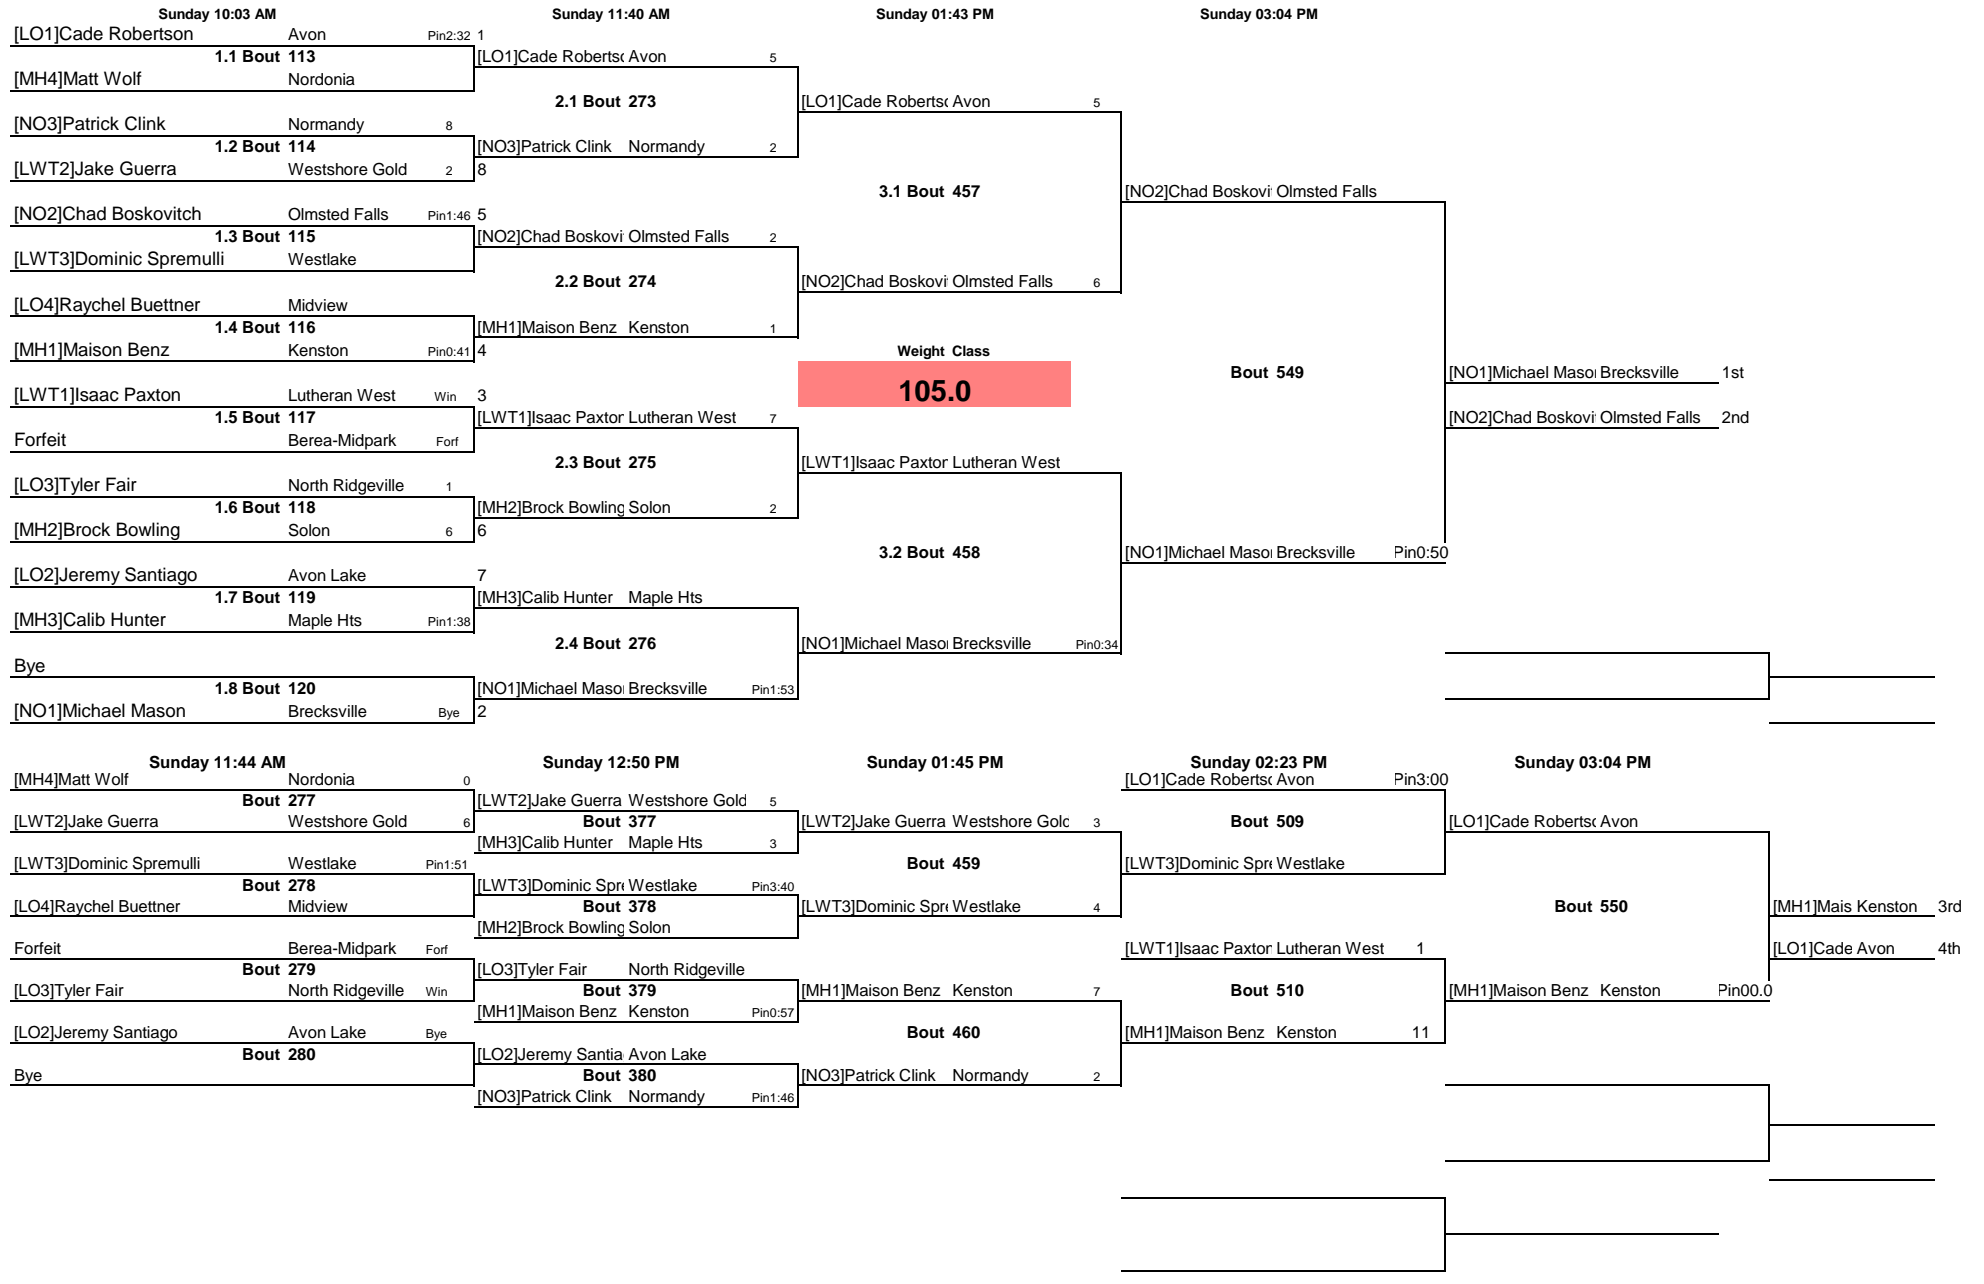 Sunday 10:03 AM Sunday 11:40 AM Sunday 01:43 PM Sunday 03:04 PM
[LO1]Cade Robertson Avon Pin2:32 1
1.1 Bout 113 [LO1]Cade Robertso Avon 5
[MH4]Matt Wolf Nordonia
2.1 Bout 273 [LO1]Cade Robertso Avon 5
[NO3]Patrick Clink Normandy 8
1.2 Bout 114 [NO3]Patrick Clink Normandy 2
[LWT2]Jake Guerra Westshore Gold 2 8
3.1 Bout 457 [NO2]Chad Boskovi Olmsted Falls
[NO2]Chad Boskovitch Olmsted Falls Pin1:46 5
1.3 Bout 115 [NO2]Chad Boskovi Olmsted Falls 2
[LWT3]Dominic Spremulli Westlake
2.2 Bout 274 [NO2]Chad Boskovi Olmsted Falls 6
[LO4]Raychel Buettner Midview
1.4 Bout 116 [MH1]Maison Benz Kenston 1
[MH1]Maison Benz Kenston Pin0:41 4 Weight Class
Bout 549 [NO1]Michael Mason Brecksville 1st
[LWT1]Isaac Paxton Lutheran West Win 3 105.0
1.5 Bout 117 [LWT1]Isaac Paxton Lutheran West 7 [NO2]Chad Boskovi Olmsted Falls 2nd
Forfeit Berea-Midpark Forf
2.3 Bout 275 [LWT1]Isaac Paxton Lutheran West
[LO3]Tyler Fair North Ridgeville 1
1.6 Bout 118 [MH2]Brock Bowling Solon 2
[MH2]Brock Bowling Solon 6 6
3.2 Bout 458 [NO1]Michael Mason Brecksville Pin0:50
[LO2]Jeremy Santiago Avon Lake 7
1.7 Bout 119 [MH3]Calib Hunter Maple Hts
[MH3]Calib Hunter Maple Hts Pin1:38
2.4 Bout 276 [NO1]Michael Mason Brecksville Pin0:34
Bye
1.8 Bout 120 [NO1]Michael Mason Brecksville Pin1:53
[NO1]Michael Mason Brecksville Bye 2
Sunday 11:44 AM Sunday 12:50 PM Sunday 01:45 PM Sunday 02:23 PM Sunday 03:04 PM
[MH4]Matt Wolf Nordonia 0 [LO1]Cade Robertso Avon Pin3:00
Bout 277 [LWT2]Jake Guerra Westshore Gold 5
[LWT2]Jake Guerra Westshore Gold 6 Bout 377 [LWT2]Jake Guerra Westshore Gold 3 Bout 509 [LO1]Cade Robertso Avon
[MH3]Calib Hunter Maple Hts 3
[LWT3]Dominic Spremulli Westlake Pin1:51 Bout 459 [LWT3]Dominic Spre Westlake
Bout 278 [LWT3]Dominic Spre Westlake Pin3:40
[LO4]Raychel Buettner Midview Bout 378 [LWT3]Dominic Spre Westlake 4 Bout 550 [MH1]Mais Kenston 3rd
[MH2]Brock Bowling Solon
Forfeit Berea-Midpark Forf [LWT1]Isaac Paxton Lutheran West 1 [LO1]Cade Avon 4th
Bout 279 [LO3]Tyler Fair North Ridgeville
[LO3]Tyler Fair North Ridgeville Win Bout 379 [MH1]Maison Benz Kenston 7 Bout 510 [MH1]Maison Benz Kenston Pin00.0
[MH1]Maison Benz Kenston Pin0:57
[LO2]Jeremy Santiago Avon Lake Bye Bout 460 [MH1]Maison Benz Kenston 11
Bout 280 [LO2]Jeremy Santia Avon Lake
Bye Bout 380 [NO3]Patrick Clink Normandy 2
[NO3]Patrick Clink Normandy Pin1:46